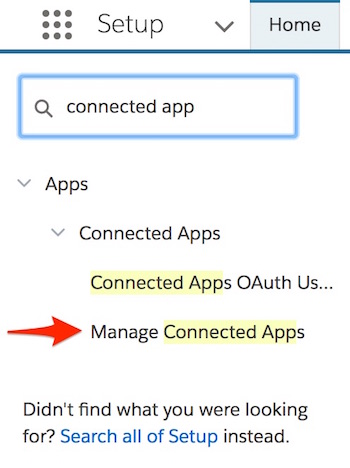 Setup
Home
connected app
Apps
Connected Apps
Connected Apps OAuth Us...
Manage Connected Apps
Didn't find what you were looking
for? Search all of Setup instead.